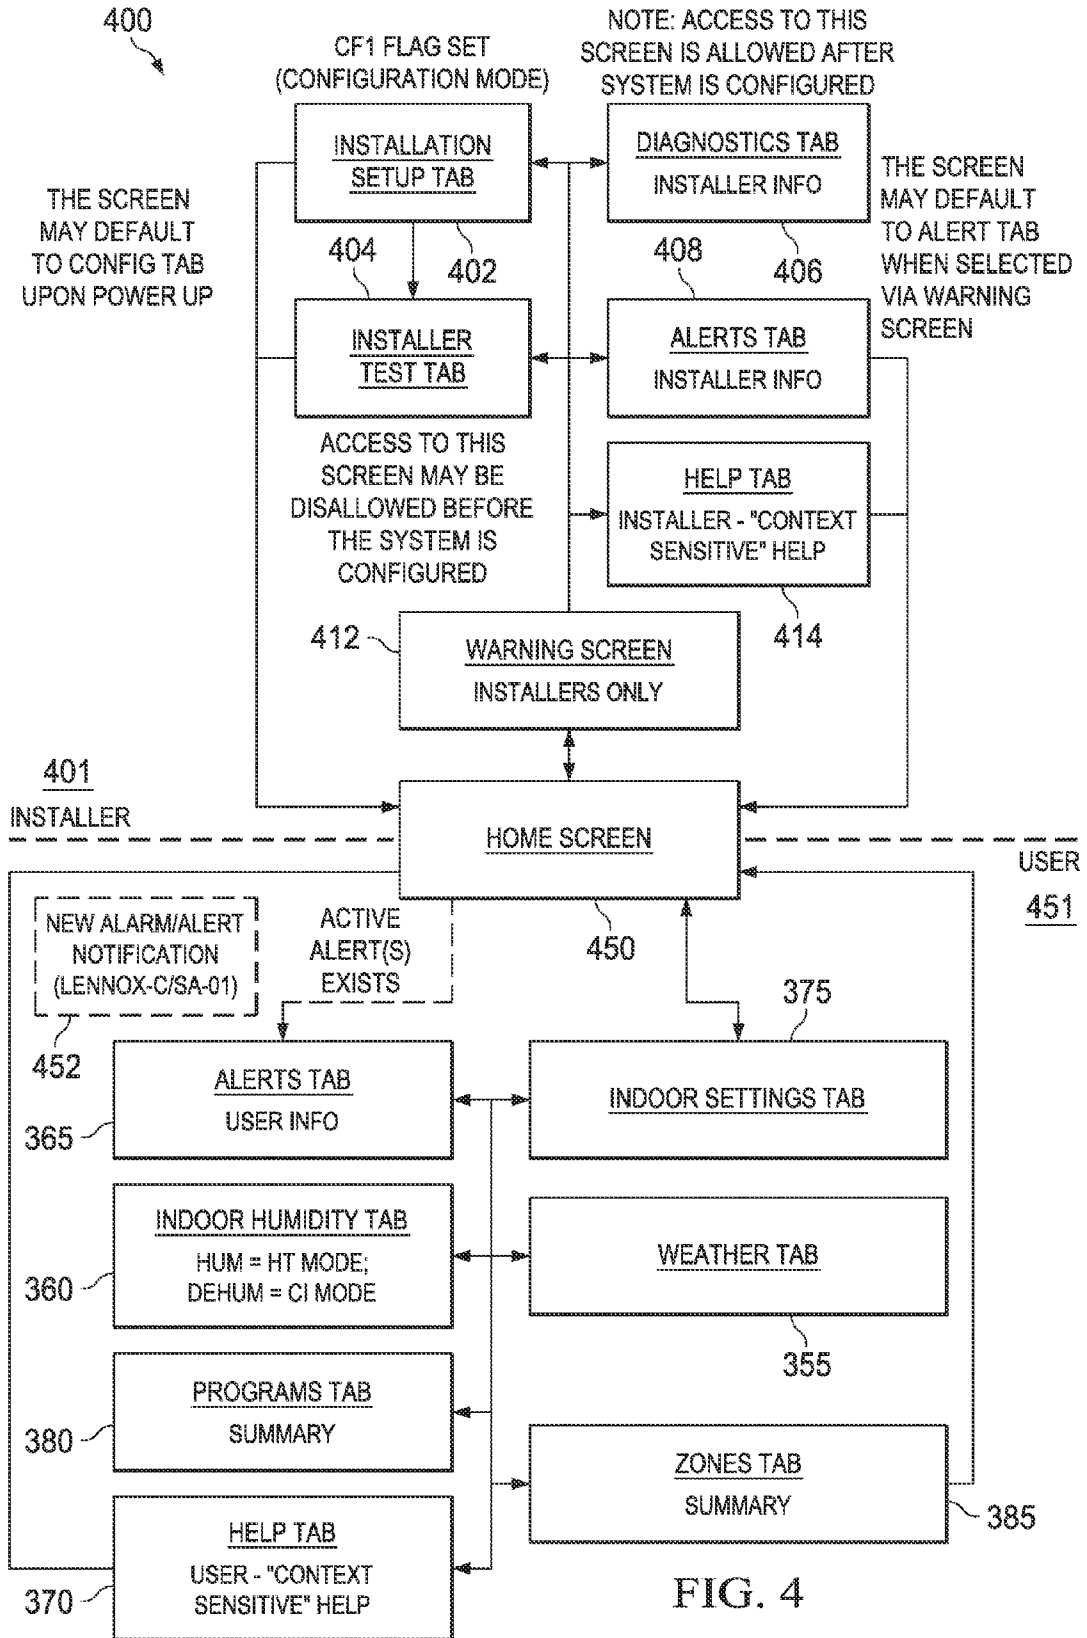 400
CF1 FLAG SET
(CONFIGURATION MODE)
NOTE: ACCESS TO THIS
SCREEN IS ALLOWED AFTER
SYSTEM IS CONFIGURED
INSTALLATION
SETUP TAB
DIAGNOSTICS TAB
INSTALLER INFO
THE SCREEN
MAY DEFAULT
TO CONFIG TAB
UPON POWER UP
THE SCREEN
MAY DEFAULT
TO ALERT TAB
WHEN SELECTED
VIA WARNING
SCREEN
404
402
408
406
INSTALLER
TEST TAB
ALERTS TAB
INSTALLER INFO
ACCESS TO THIS
SCREEN MAY BE
DISALLOWED BEFORE
THE SYSTEM IS
CONFIGURED
HELP TAB
INSTALLER - "CONTEXT
SENSITIVE" HELP
414
412
WARNING SCREEN
INSTALLERS ONLY
401
INSTALLER
HOME SCREEN
USER
451
450
NEW ALARM/ALERT
NOTIFICATION
(LENNOX-C/SA-01)
452
ACTIVE
ALERT(S)
EXISTS
375
ALERTS TAB
USER INFO
365
INDOOR SETTINGS TAB
INDOOR HUMIDITY TAB
HUM = HT MODE;
DEHUM = CI MODE
360
WEATHER TAB
355
PROGRAMS TAB
SUMMARY
380
ZONES TAB
SUMMARY
385
HELP TAB
USER - "CONTEXT
SENSITIVE" HELP
370
FIG. 4